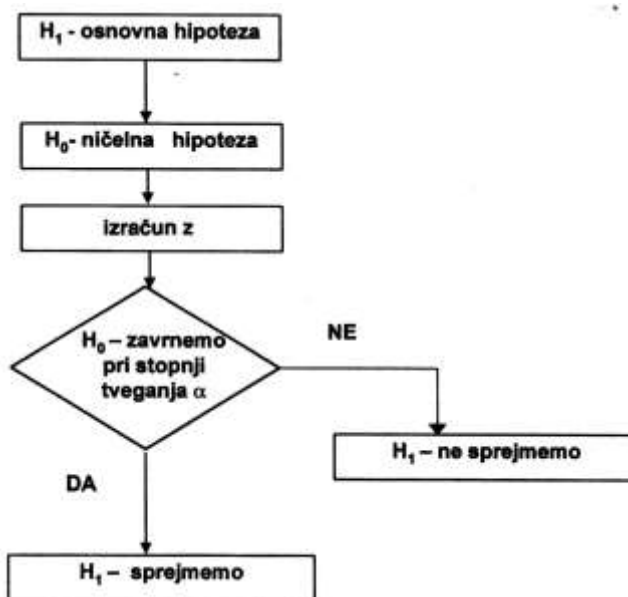 H₁ - osnovna hipoteza
H₀- ničelna hipoteza
izračun z
H₀ – zavrnemo
pri stopnji
tveganja α
NE
H₁ – ne sprejmemo
DA
H₁ – sprejmemo